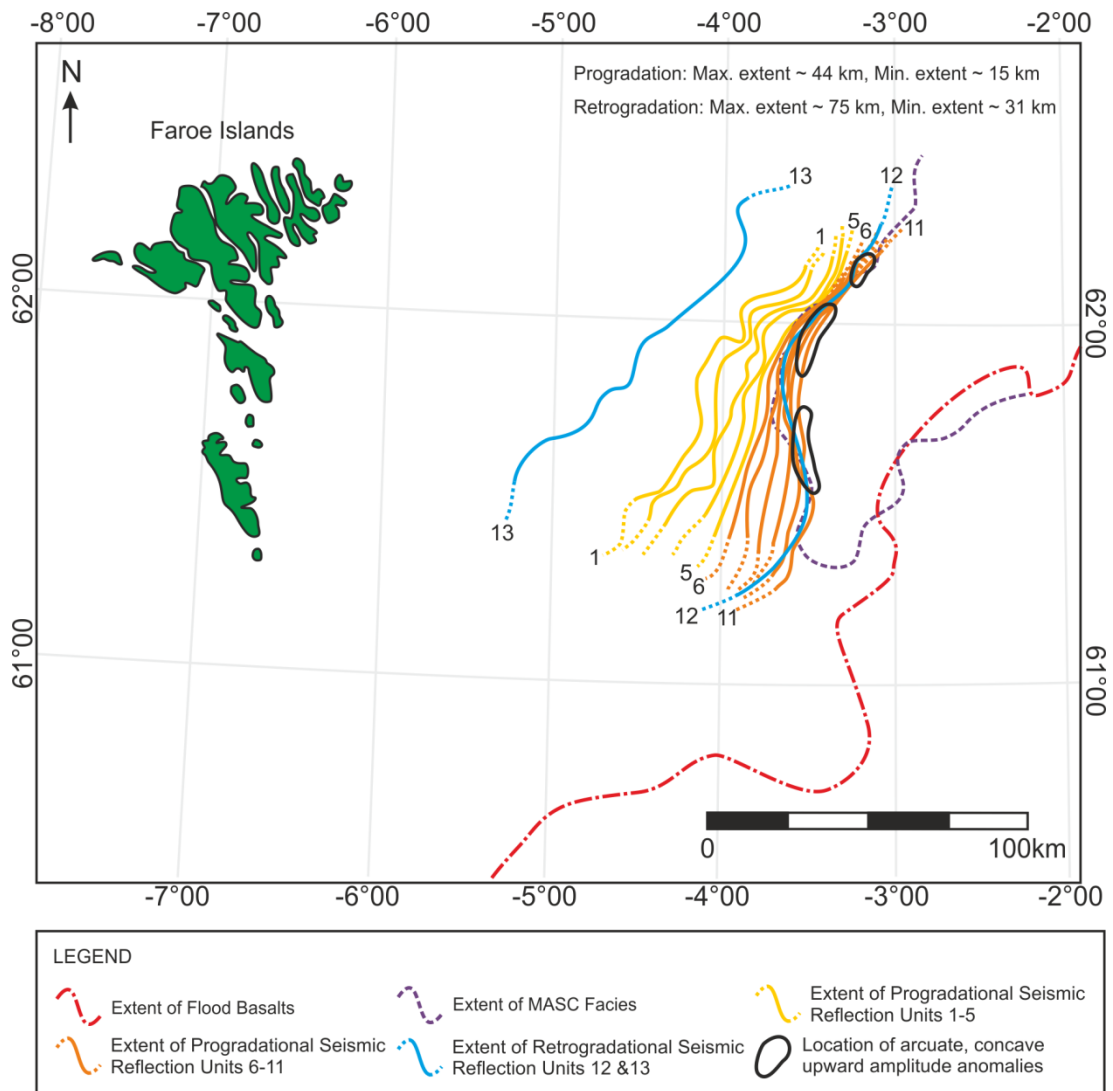 -8°00' -7°00' -6°00' -5°00' -4°00' -3°00' -2°00'
N
Progradation: Max. extent ~ 44 km, Min. extent ~ 15 km
Retrogradation: Max. extent ~ 75 km, Min. extent ~ 31 km
Faroe Islands
13
12
1
5
6
11
62°00'
62°00'
13
1
5
6
12
11
61°00'
61°00'
0
100km
-7°00' -6°00' -5°00' -4°00' -3°00' -2°00'
LEGEND
Extent of Flood Basalts
Extent of MASC Facies
Extent of Progradational Seismic
Reflection Units 1-5
Extent of Progradational Seismic
Reflection Units 6-11
Extent of Retrogradational Seismic
Reflection Units 12 &13
Location of arcuate, concave
upward amplitude anomalies